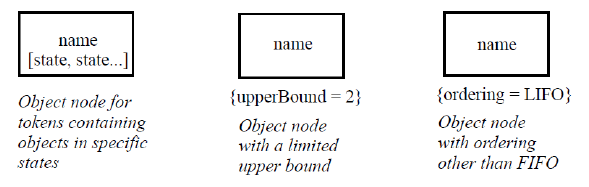 name
[state, state...]
Object node for
tokens containing
objects in specific
states
name
{upperBound = 2}
Object node
with a limited
upper bound
name
{ordering = LIFO}
Object node
with ordering
other than FIFO